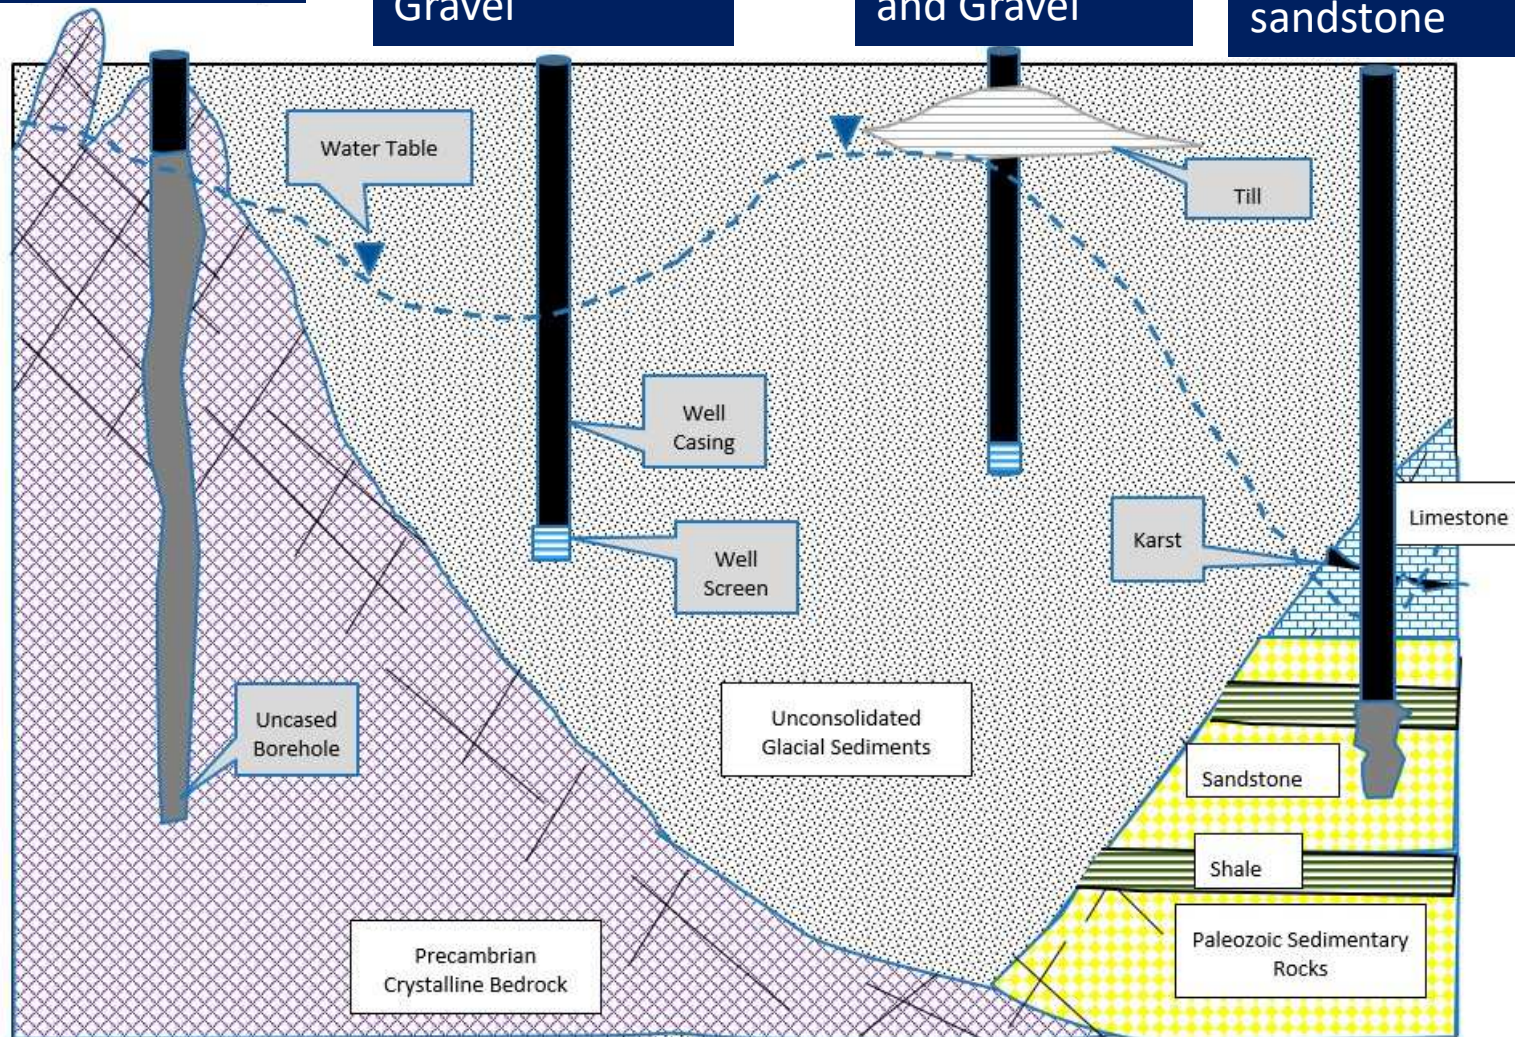 Gravel
and Gravel
sandstone
Water Table
Till
Well
Casing
Limestone
Karst
Well
Screen
Uncased
Borehole
Unconsolidated
Glacial Sediments
Sandstone
Shale
Precambrian
Crystalline Bedrock
Paleozoic Sedimentary
Rocks